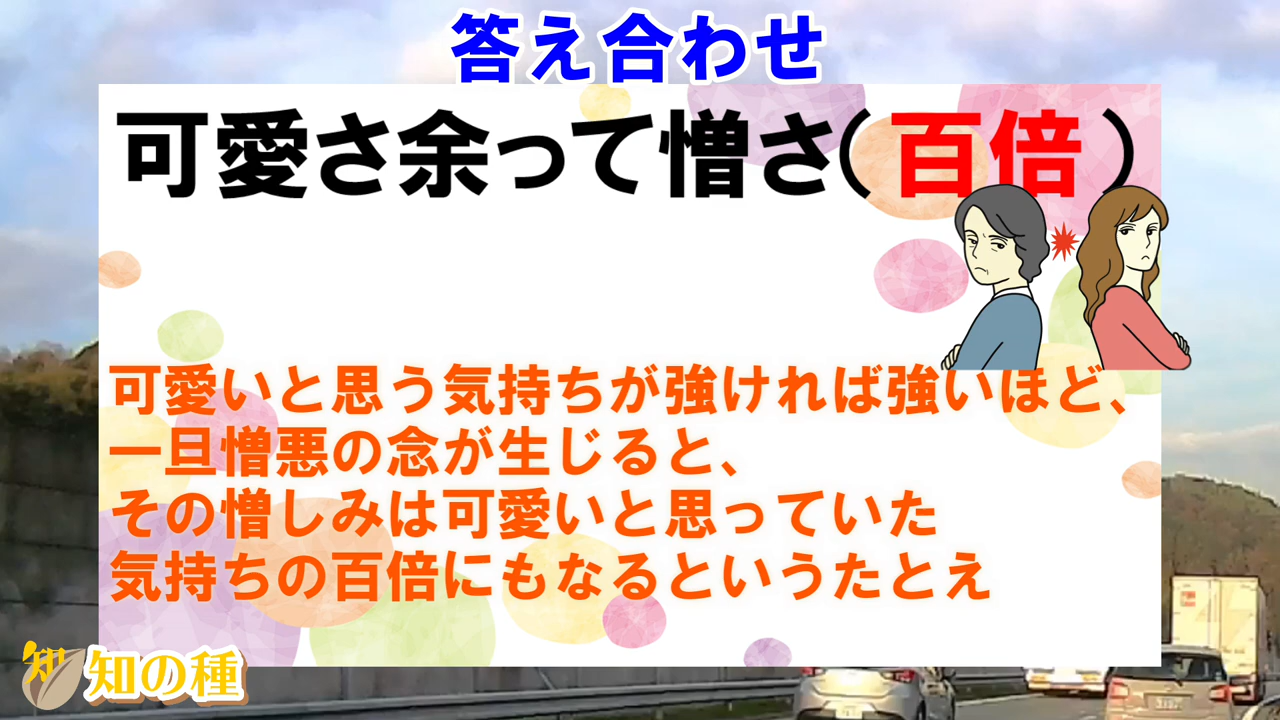 答え合わせ
可愛さ余って憎さ(百倍)
可愛いと思う気持ちが強ければ強いほど、
一旦憎悪の念が生じると、
その憎しみは可愛いと思っていた
気持ちの百倍にもなるというたとえ
知 知の種